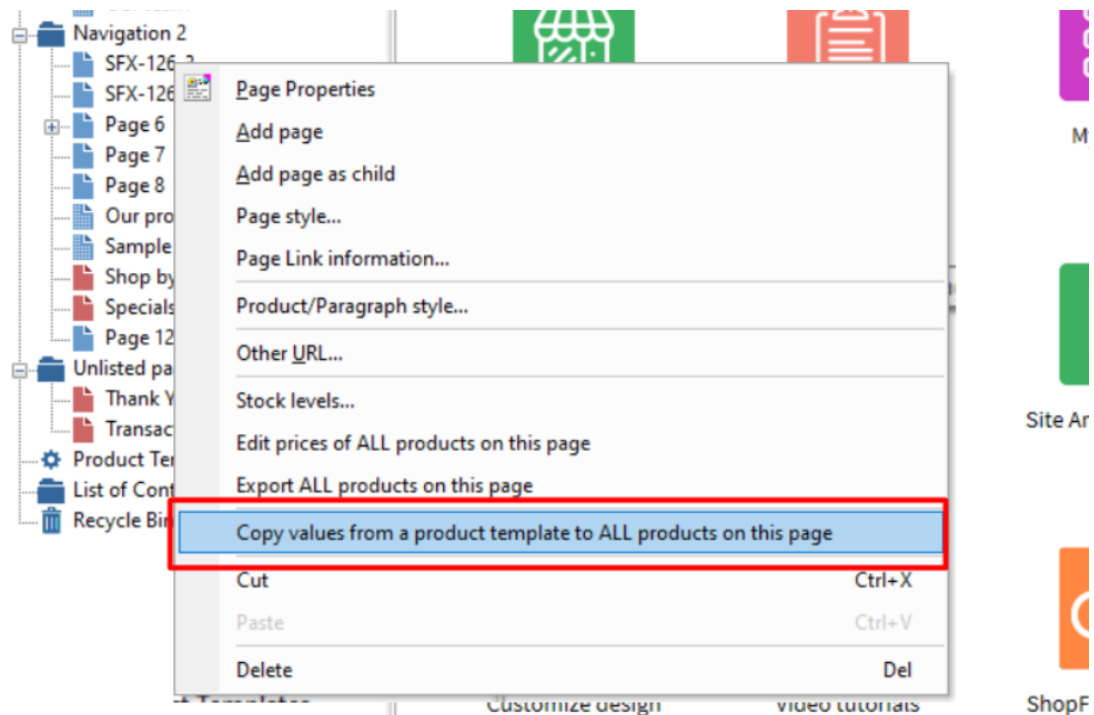 Navigation 2
SFX-126
Page 6
Page 7
Page 8
Our pro
Sample
Shop by
Specials
Page 12
Unlisted pa
Thank Y
Transac
Product Te
List of Cont
Recycle Bin
Page Properties
Add page
Add page as child
Page style...
Page Link information...
Product/Paragraph style...
Other URL...
Stock levels...
Edit prices of ALL products on this page
Export ALL products on this page
Copy values from a product template to ALL products on this page
Cut Ctrl+X
Paste Ctrl+V
Delete Del
Site Ar
Customize design
Video tutorials
ShopF